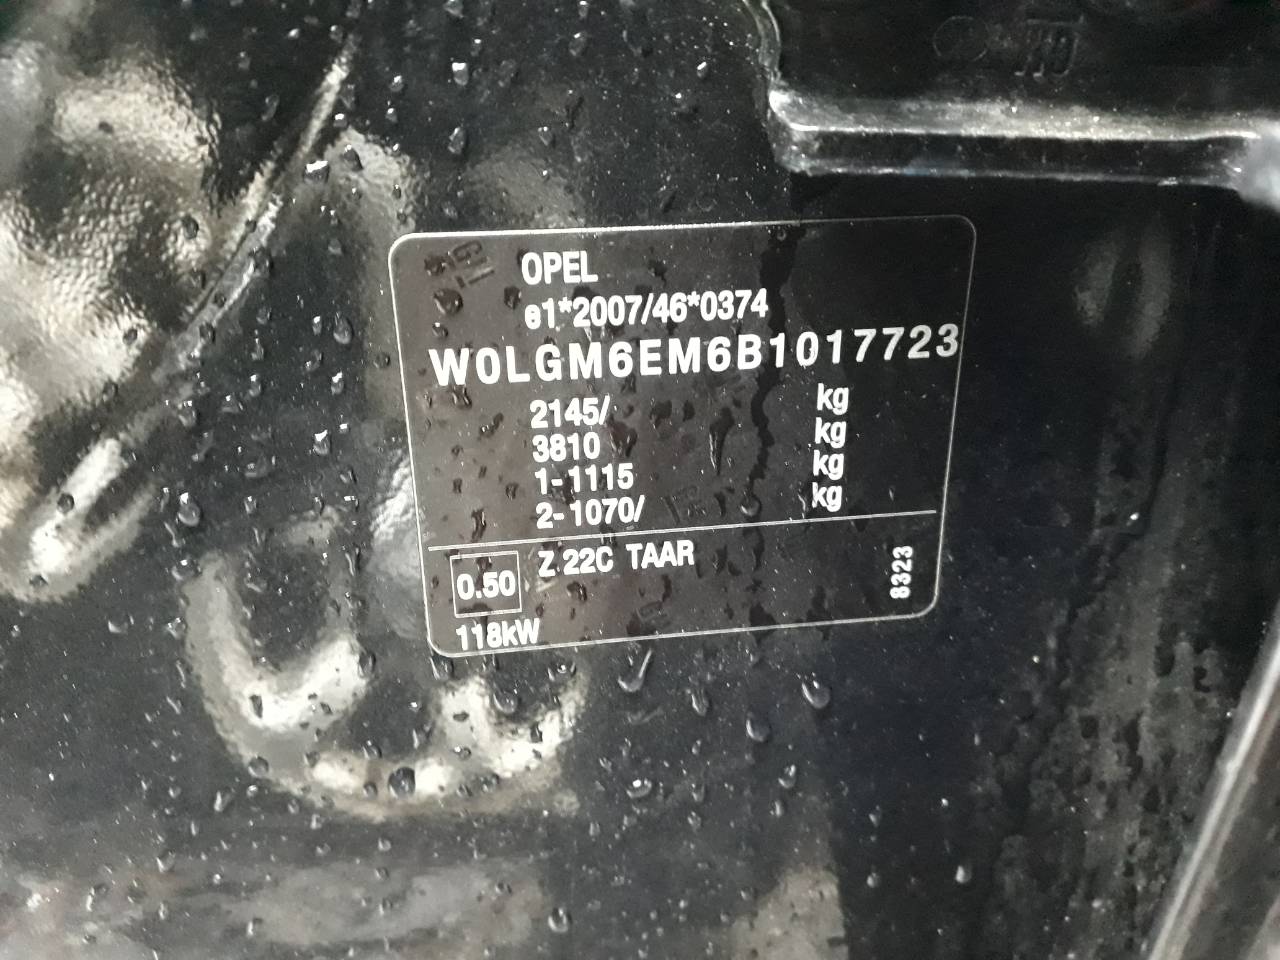 OPEL
e1*2007/46*0374
W0LGM6EM6B1017723
2145/ kg
3810 kg
1-1115 kg
2-1070/ kg
0.50 Z 22C TAAR
8323
118kW